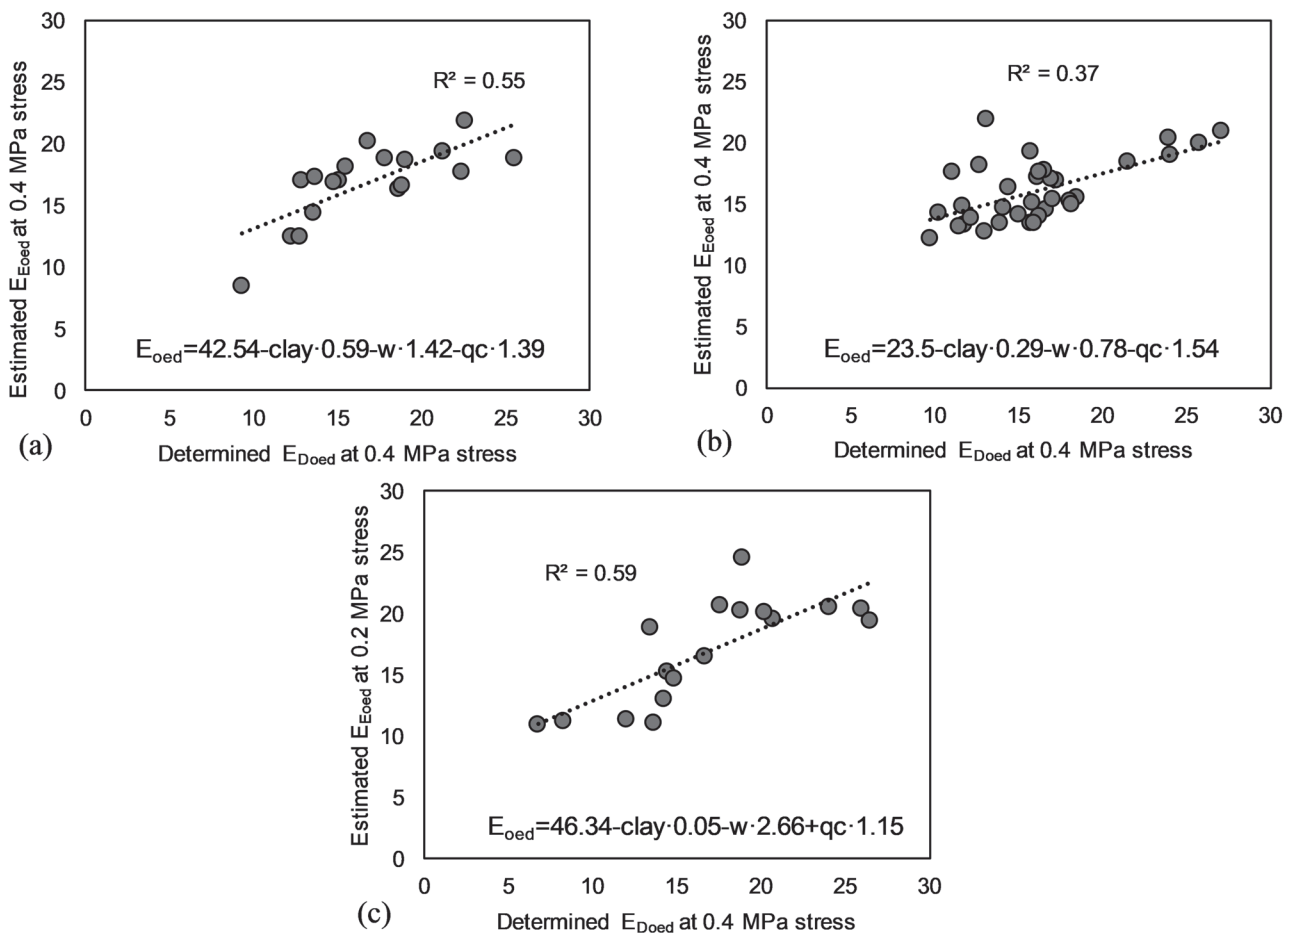 30
25
20
15
10
5
0
Estimated E_Eoed at 0.4 MPa stress
R² = 0.55
E_oed=42.54-clay·0.59-w·1.42-qc·1.39
0 5 10 15 20 25 30
Determined E_Doed at 0.4 MPa stress
(a)
30
25
20
15
10
5
0
Estimated E_Eoed at 0.4 MPa stress
R² = 0.37
E_oed=23.5-clay·0.29-w·0.78-qc·1.54
0 5 10 15 20 25 30
Determined E_Doed at 0.4 MPa stress
(b)
30
25
20
15
10
5
0
Estimated E_Eoed at 0.2 MPa stress
R² = 0.59
E_oed=46.34-clay·0.05-w·2.66+qc·1.15
0 5 10 15 20 25 30
Determined E_Doed at 0.4 MPa stress
(c)